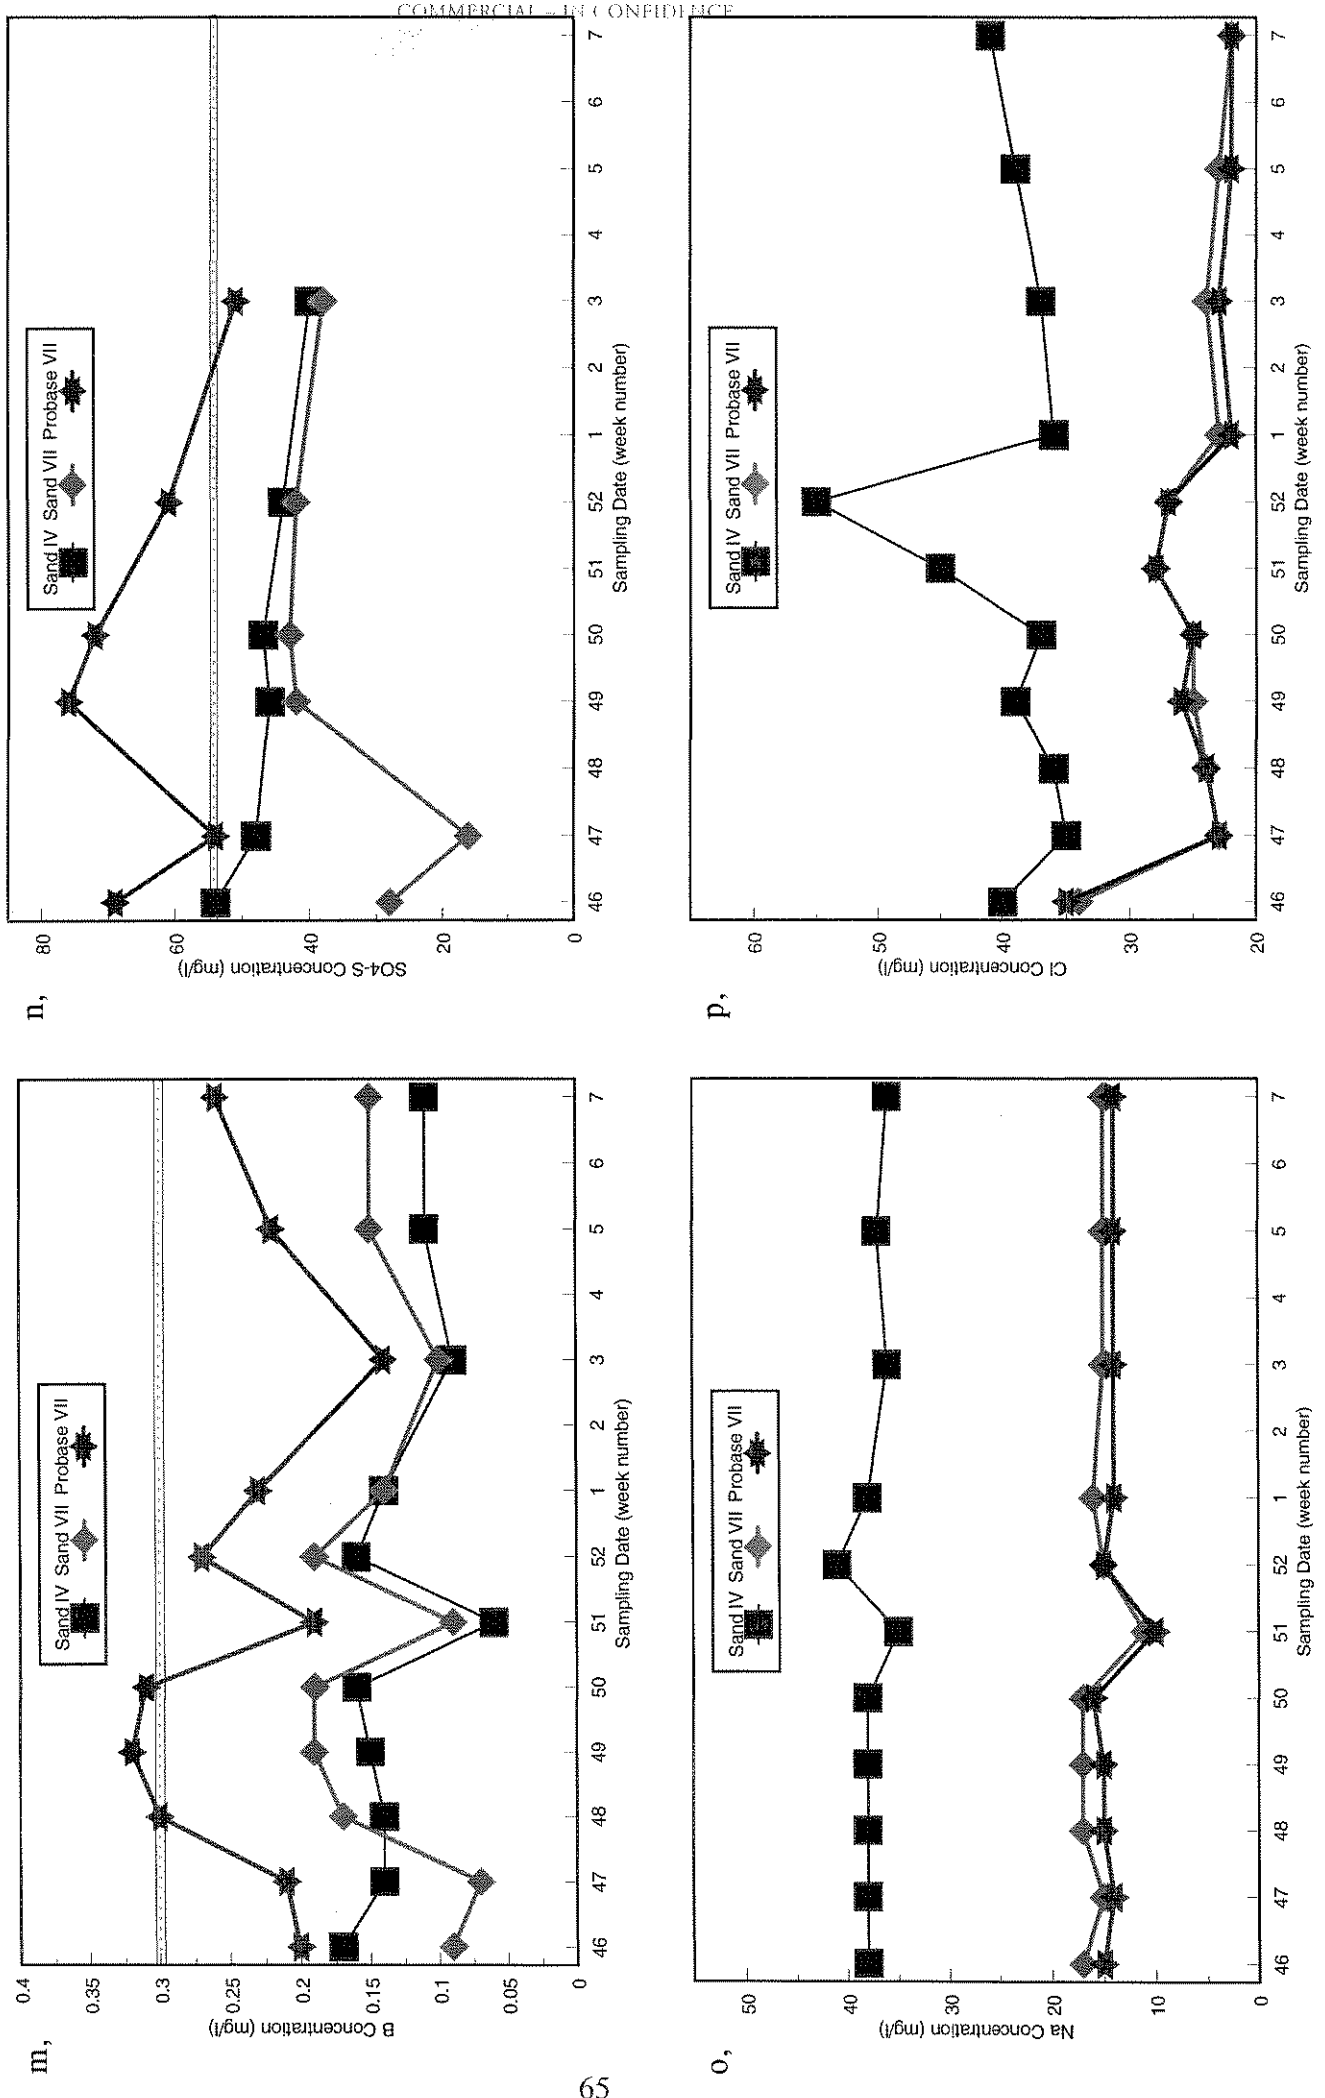 COMMERCIAL – IN CONFIDENCE
m,
Sand IV Sand VII Probase VII
B Concentration (mg/l)
0.4
0.35
0.3
0.25
0.2
0.15
0.1
0.05
0
46 47 48 49 50 51 52 1 2 3 4 5 6 7
Sampling Date (week number)
n,
Sand IV Sand VII Probase VII
SO4-S Concentration (mg/l)
80
60
40
20
0
46 47 48 49 50 51 52 1 2 3 4 5 6 7
Sampling Date (week number)
o,
Sand IV Sand VII Probase VII
Na Concentration (mg/l)
50
40
30
20
10
0
46 47 48 49 50 51 52 1 2 3 4 5 6 7
Sampling Date (week number)
p,
Sand IV Sand VII Probase VII
Cl Concentration (mg/l)
60
50
40
30
20
46 47 48 49 50 51 52 1 2 3 4 5 6 7
Sampling Date (week number)
65